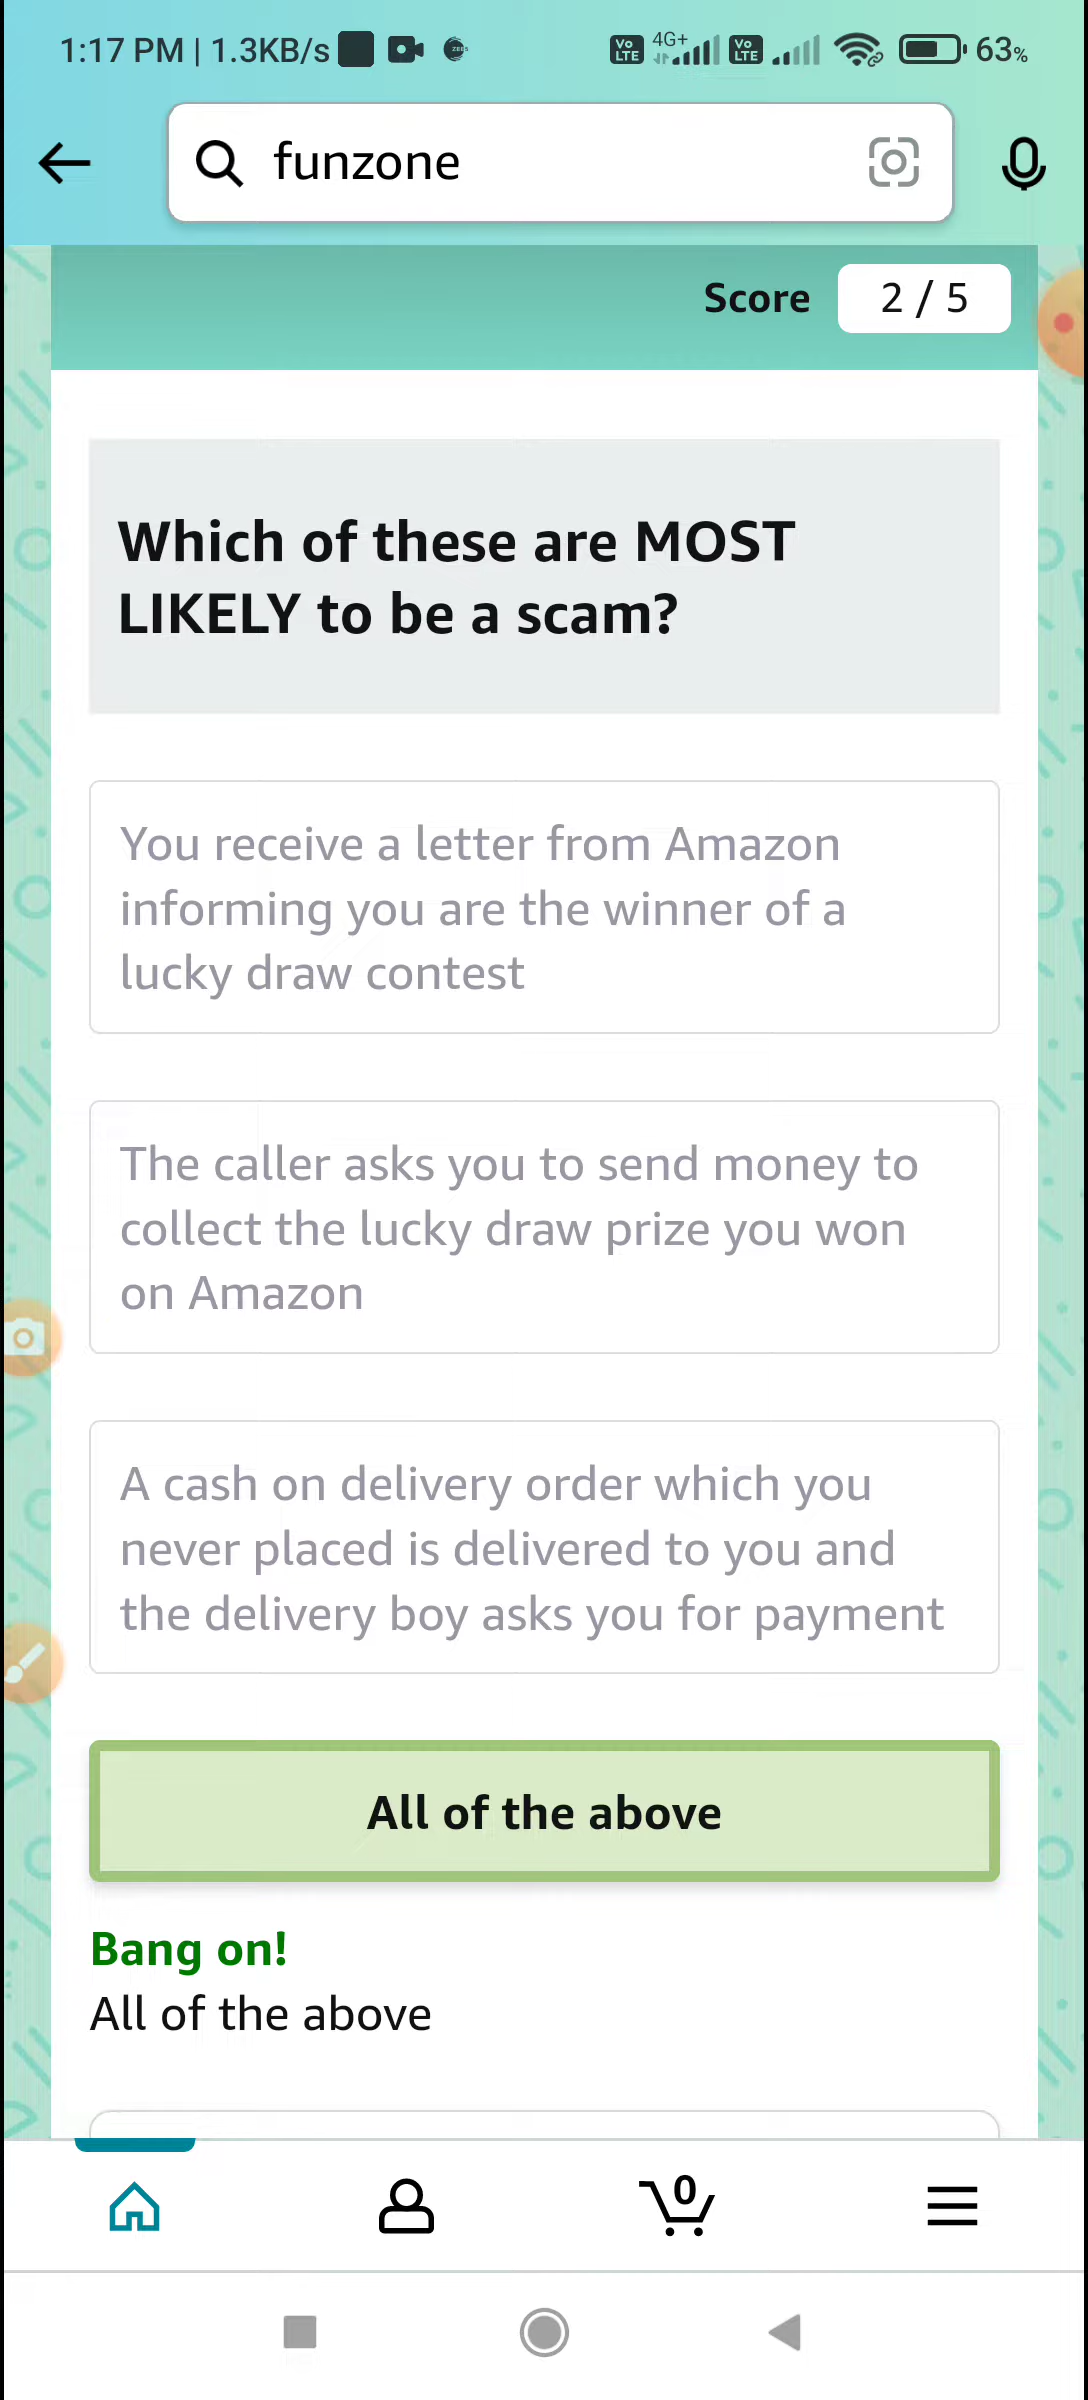 1:17 PM | 1.3KB/s Vo LTE 4G+ Vo LTE 63%
funzone
Score 2 / 5
Which of these are MOST
LIKELY to be a scam?
You receive a letter from Amazon
informing you are the winner of a
lucky draw contest
The caller asks you to send money to
collect the lucky draw prize you won
on Amazon
A cash on delivery order which you
never placed is delivered to you and
the delivery boy asks you for payment
All of the above
Bang on!
All of the above
0